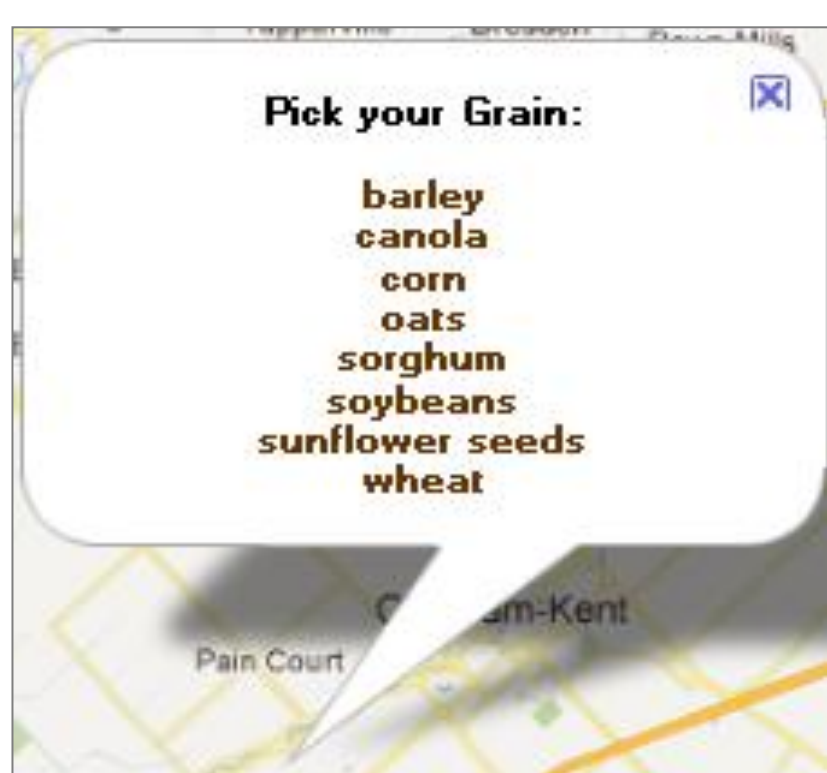 Pick your Grain:
barley
canola
corn
oats
sorghum
soybeans
sunflower seeds
wheat
Pain Court